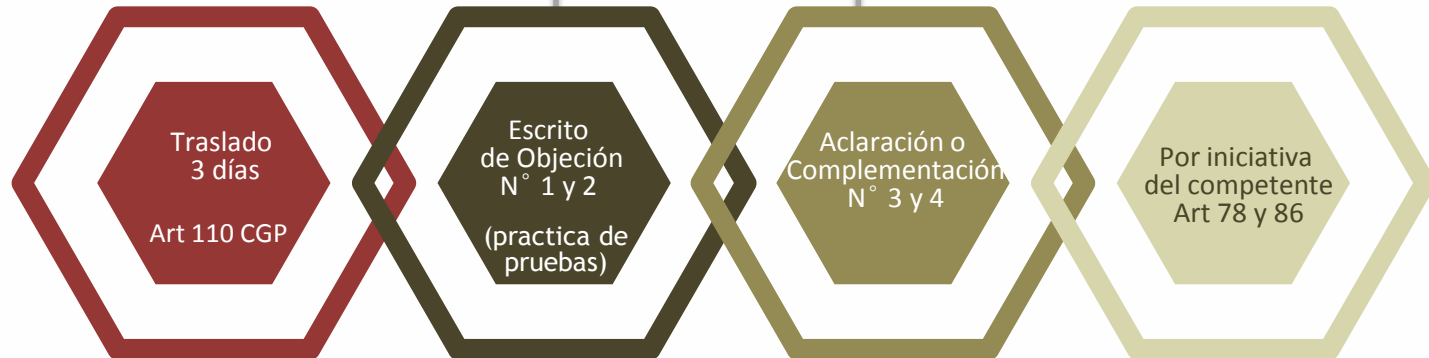 Traslado
3 días
Art 110 CGP
Escrito
de Objeción
N° 1 y 2
(practica de
pruebas)
Aclaración o
Complementación
N° 3 y 4
Por iniciativa
del competente
Art 78 y 86